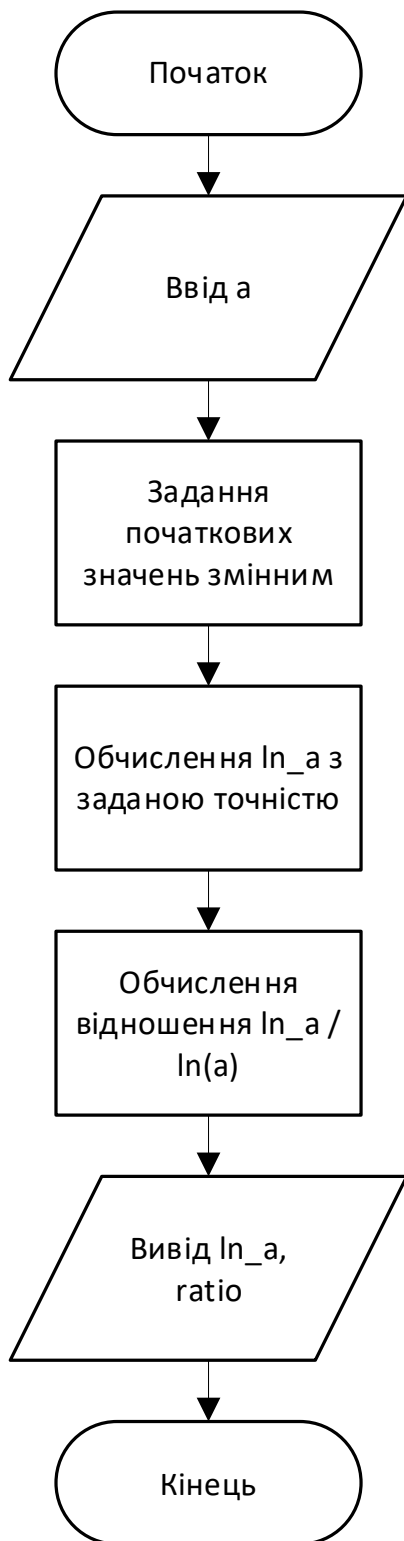 Початок
Ввід a
Задання
початкових
значень змінним
Обчислення ln_a з
заданою точністю
Обчислення
відношення ln_a /
ln(a)
Вивід ln_a,
ratio
Кінець